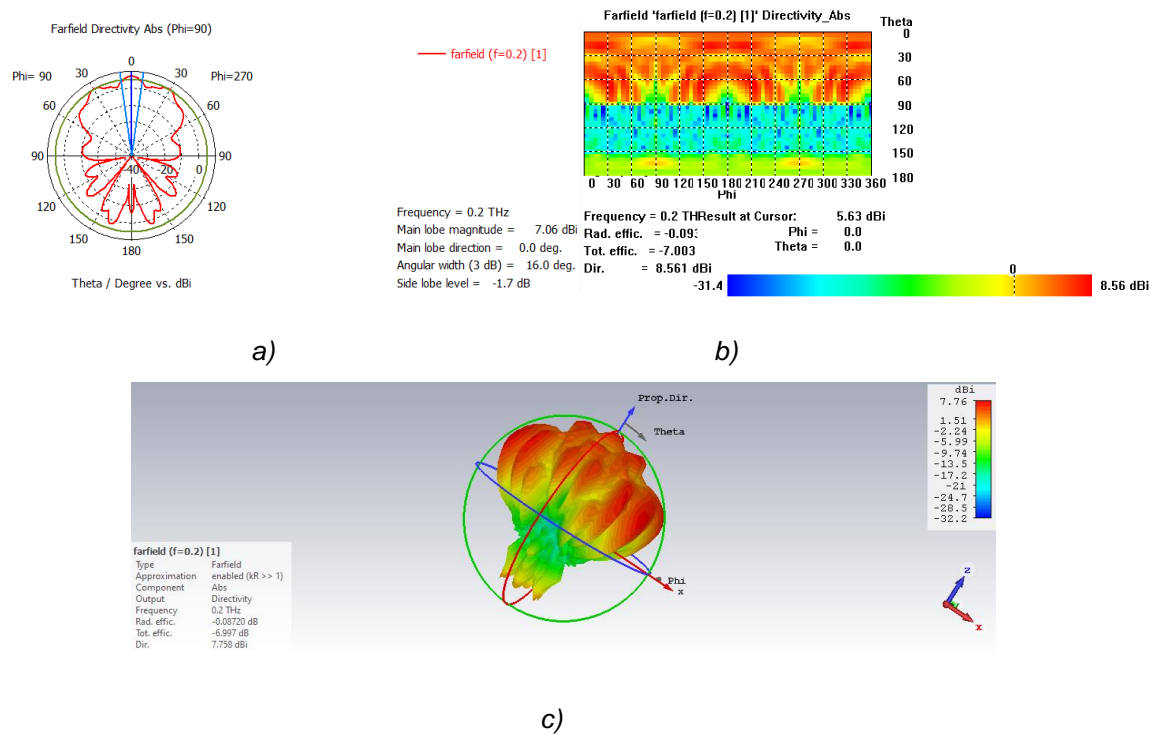 Farfield Directivity Abs (Phi=90)
farfield (f=0.2) [1]
0
Phi= 90 30 30 Phi=270
60 60
90 -40 -20 0 90
120 120
150 150
180
Theta / Degree vs. dBi
Frequency = 0.2 THz
Main lobe magnitude = 7.06 dBi
Main lobe direction = 0.0 deg.
Angular width (3 dB) = 16.0 deg.
Side lobe level = -1.7 dB
a)
Farfield 'farfield (f=0.2) [1]' Directivity_Abs
Theta
0
30
60
90
120
150
180
0 30 60 90 120 150 180 210 240 270 300 330 360
Phi
Frequency = 0.2 TH
Rad. effic. = -0.09
Tot. effic. = -7.003
Dir. = 8.561 dBi
Result at Cursor: 5.63 dBi
Phi = 0.0
Theta = 0.0
0
-31.4 8.56 dBi
b)
Prop.Dir.
Theta
Phi
x
z
x
dBi
7.76
1.51
-2.24
-5.99
-9.74
-13.5
-17.2
-21
-24.7
-28.5
-32.2
farfield (f=0.2) [1]
Type Farfield
Approximation enabled (kR >> 1)
Component Abs
Output Directivity
Frequency 0.2 THz
Rad. effic. -0.08720 dB
Tot. effic. -6.997 dB
Dir. 7.758 dBi
c)